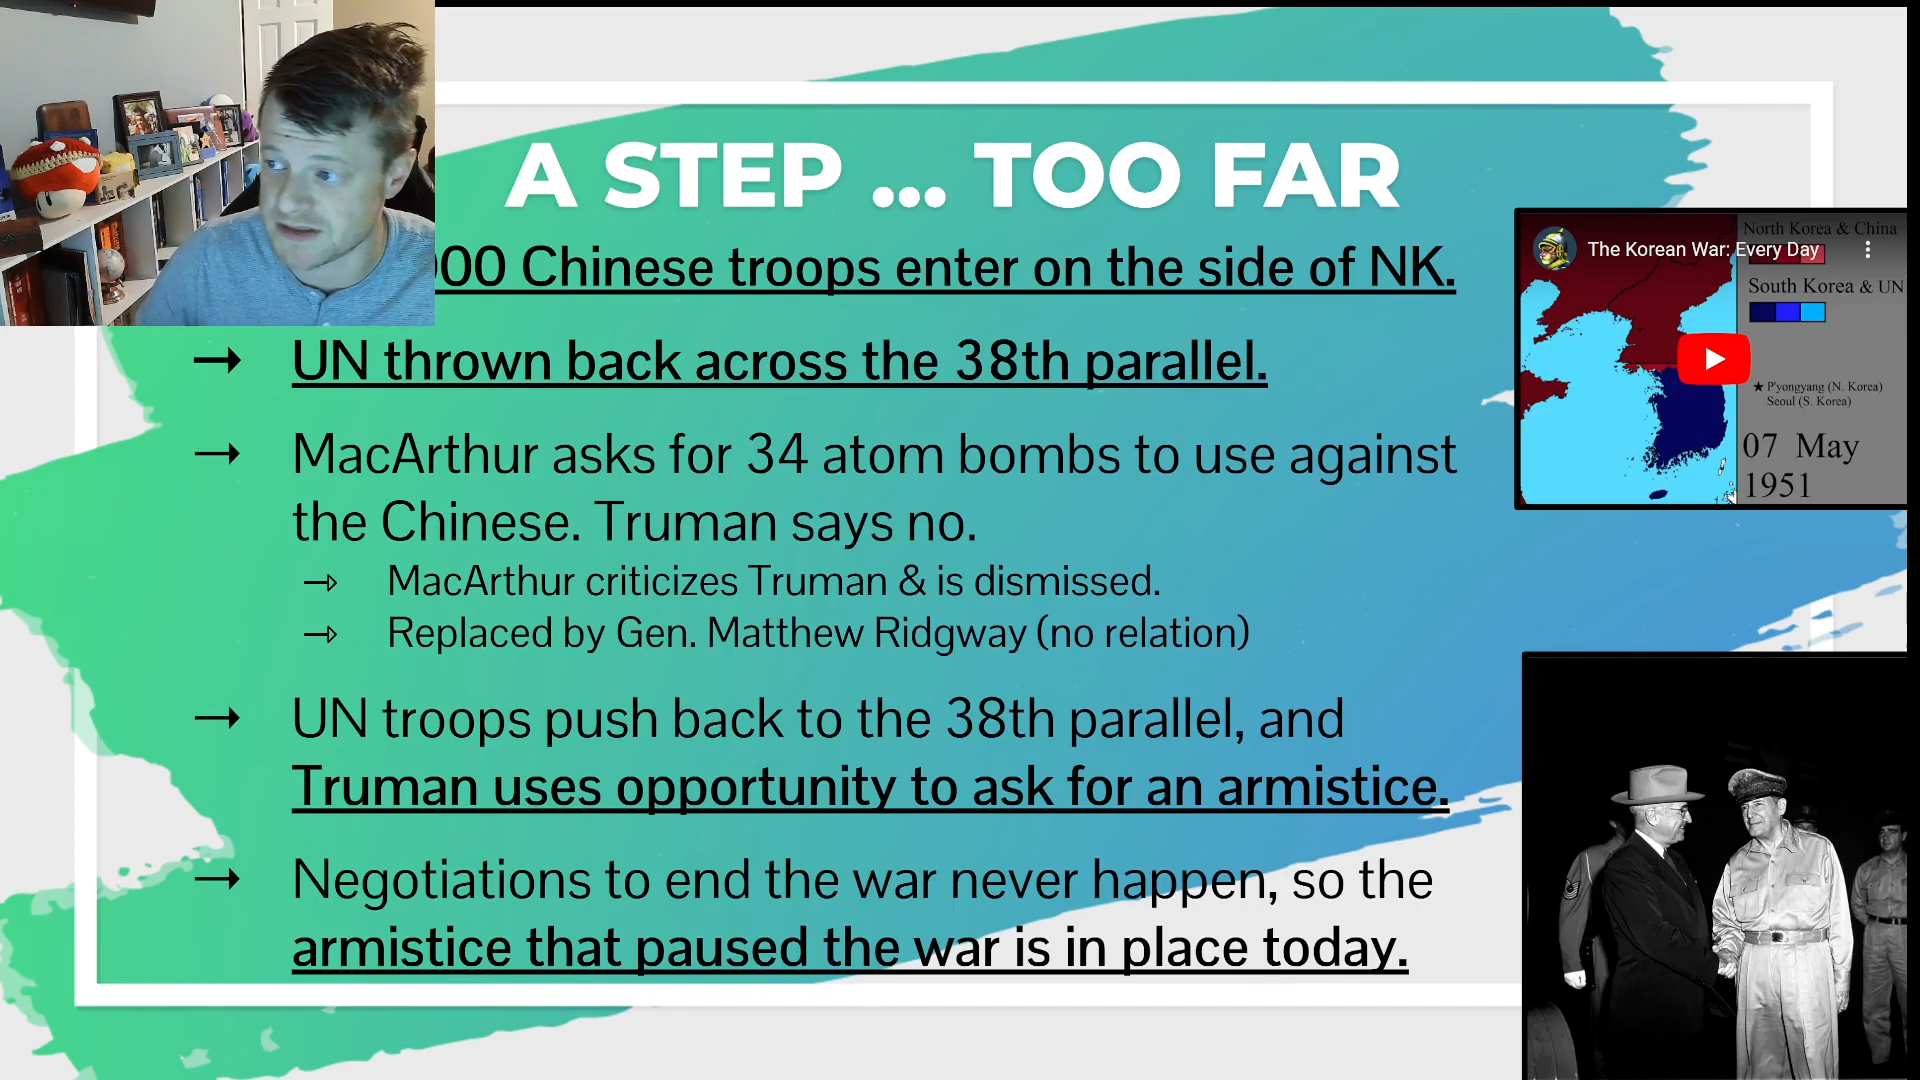 A STEP ... TOO FAR
000 Chinese troops enter on the side of NK.
→ UN thrown back across the 38th parallel.
→ MacArthur asks for 34 atom bombs to use against
the Chinese. Truman says no.
→ MacArthur criticizes Truman & is dismissed.
→ Replaced by Gen. Matthew Ridgway (no relation)
→ UN troops push back to the 38th parallel, and
Truman uses opportunity to ask for an armistice.
→ Negotiations to end the war never happen, so the
armistice that paused the war is in place today.
North Korea & China
The Korean War: Every Day
South Korea & UN
★ P'yongyang (N. Korea)
Seoul (S. Korea)
07 May
1951